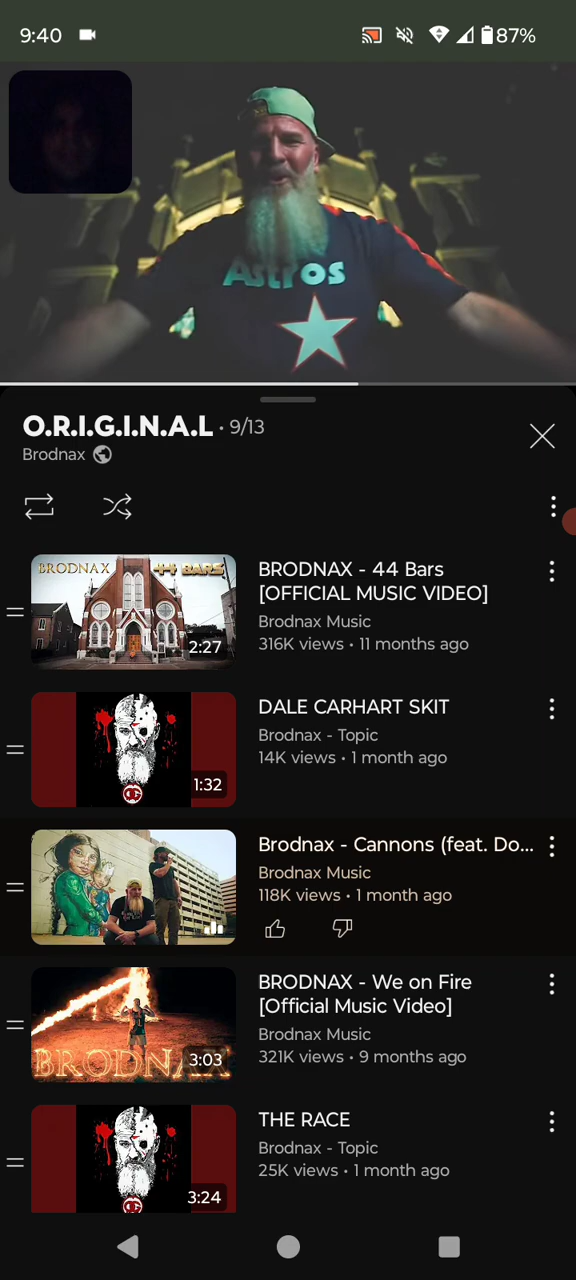 9:40
87%
Astros
O.R.I.G.I.N.A.L · 9/13
Brodnax
BRODNAX
44 BARS
2:27
BRODNAX - 44 Bars
[OFFICIAL MUSIC VIDEO]
Brodnax Music
316K views • 11 months ago
1:32
DALE CARHART SKIT
Brodnax - Topic
14K views • 1 month ago
Brodnax - Cannons (feat. Do...
Brodnax Music
118K views • 1 month ago
BRODNAX
3:03
BRODNAX - We on Fire
[Official Music Video]
Brodnax Music
321K views • 9 months ago
3:24
THE RACE
Brodnax - Topic
25K views • 1 month ago